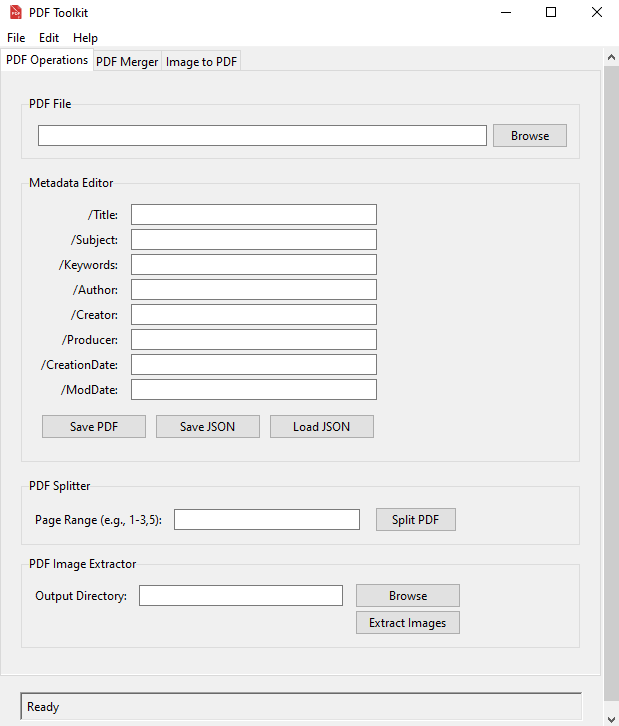 PDF Toolkit
File Edit Help
PDF Operations PDF Merger Image to PDF
PDF File
Browse
Metadata Editor
/Title:
/Subject:
/Keywords:
/Author:
/Creator:
/Producer:
/CreationDate:
/ModDate:
Save PDF Save JSON Load JSON
PDF Splitter
Page Range (e.g., 1-3,5): Split PDF
PDF Image Extractor
Output Directory: Browse
Extract Images
Ready